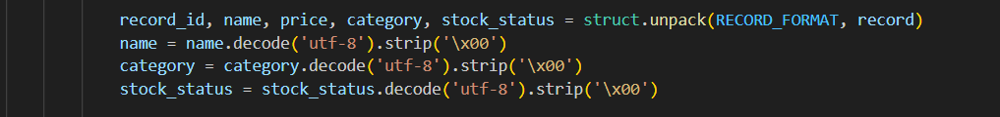 record_id, name, price, category, stock_status = struct.unpack(RECORD_FORMAT, record)
name = name.decode('utf-8').strip('\x00')
category = category.decode('utf-8').strip('\x00')
stock_status = stock_status.decode('utf-8').strip('\x00')